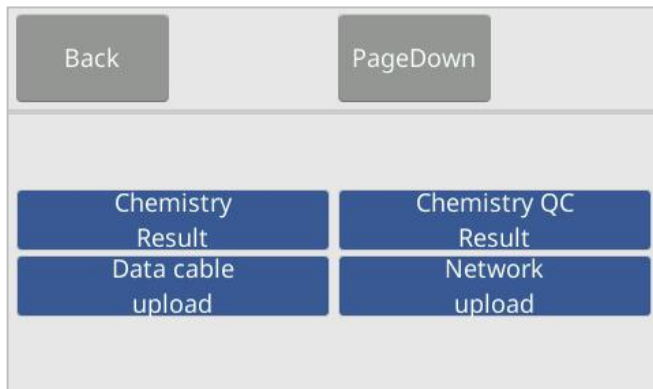 Back
PageDown
Chemistry
Result
Chemistry QC
Result
Data cable
upload
Network
upload